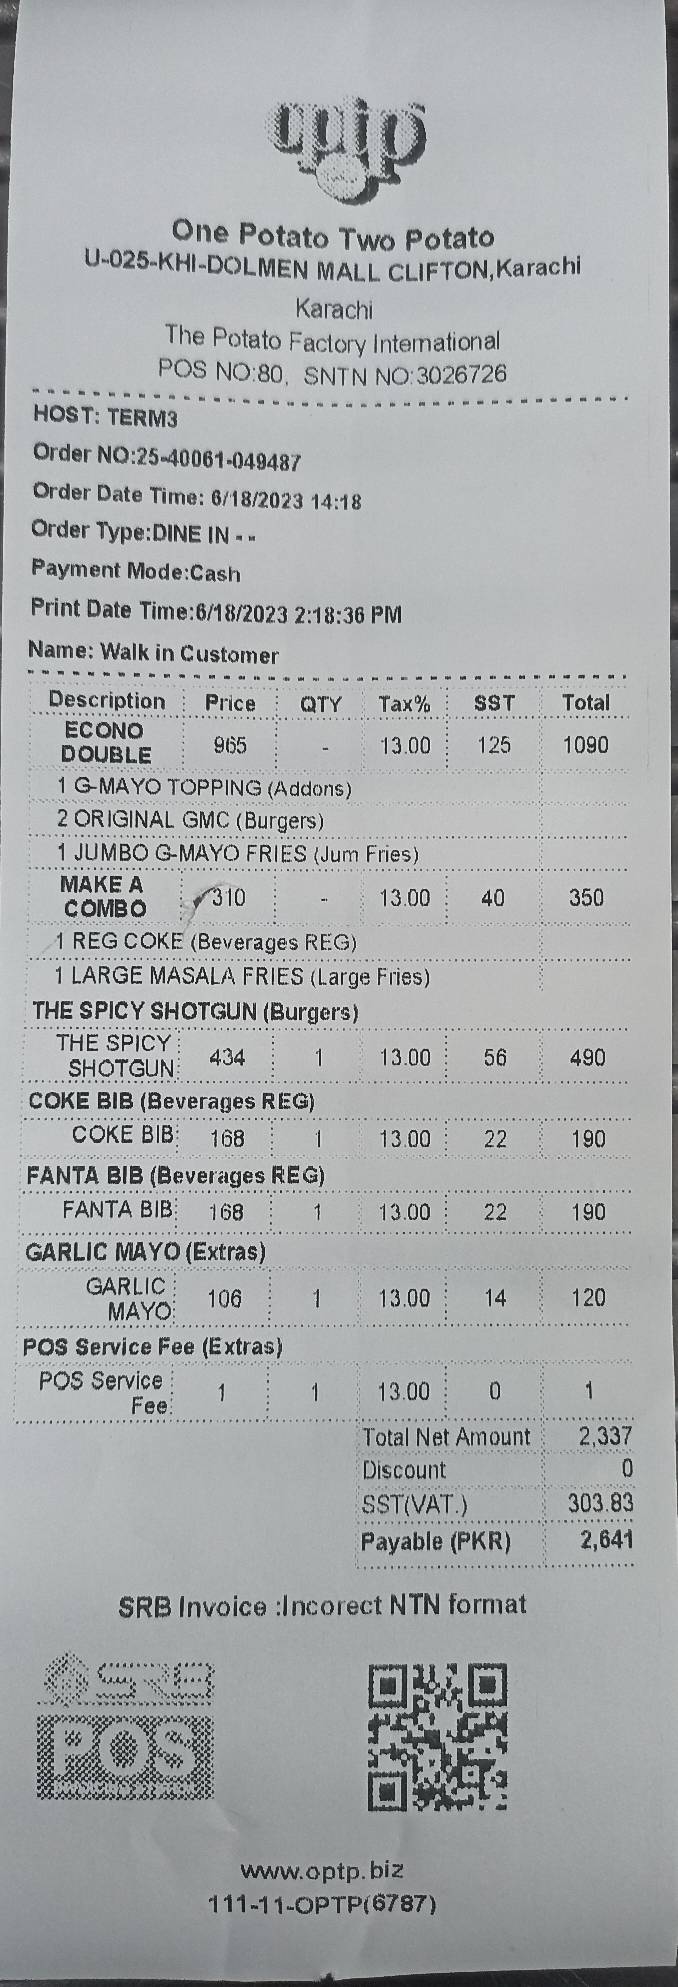 optp
One Potato Two Potato
U-025-KHI-DOLMEN MALL CLIFTON,Karachi
Karachi
The Potato Factory International
POS NO:80, SNTN NO:3026726
HOST: TERM3
Order NO:25-40061-049487
Order Date Time: 6/18/2023 14:18
Order Type:DINE IN - -
Payment Mode:Cash
Print Date Time:6/18/2023 2:18:36 PM
Name: Walk in Customer
Description Price QTY Tax% SST Total
ECONO DOUBLE 965 - 13.00 125 1090
1 G-MAYO TOPPING (Addons)
2 ORIGINAL GMC (Burgers)
1 JUMBO G-MAYO FRIES (Jum Fries)
MAKE A COMBO 310 - 13.00 40 350
1 REG COKE (Beverages REG)
1 LARGE MASALA FRIES (Large Fries)
THE SPICY SHOTGUN (Burgers)
THE SPICY SHOTGUN 434 1 13.00 56 490
COKE BIB (Beverages REG)
COKE BIB 168 1 13.00 22 190
FANTA BIB (Beverages REG)
FANTA BIB 168 1 13.00 22 190
GARLIC MAYO (Extras)
GARLIC MAYO 106 1 13.00 14 120
POS Service Fee (Extras)
POS Service Fee 1 1 13.00 0 1
Total Net Amount 2,337
Discount 0
SST(VAT.) 303.83
Payable (PKR) 2,641
SRB Invoice :Incorect NTN format
SRB
POS
www.optp.biz
111-11-OPTP(6787)